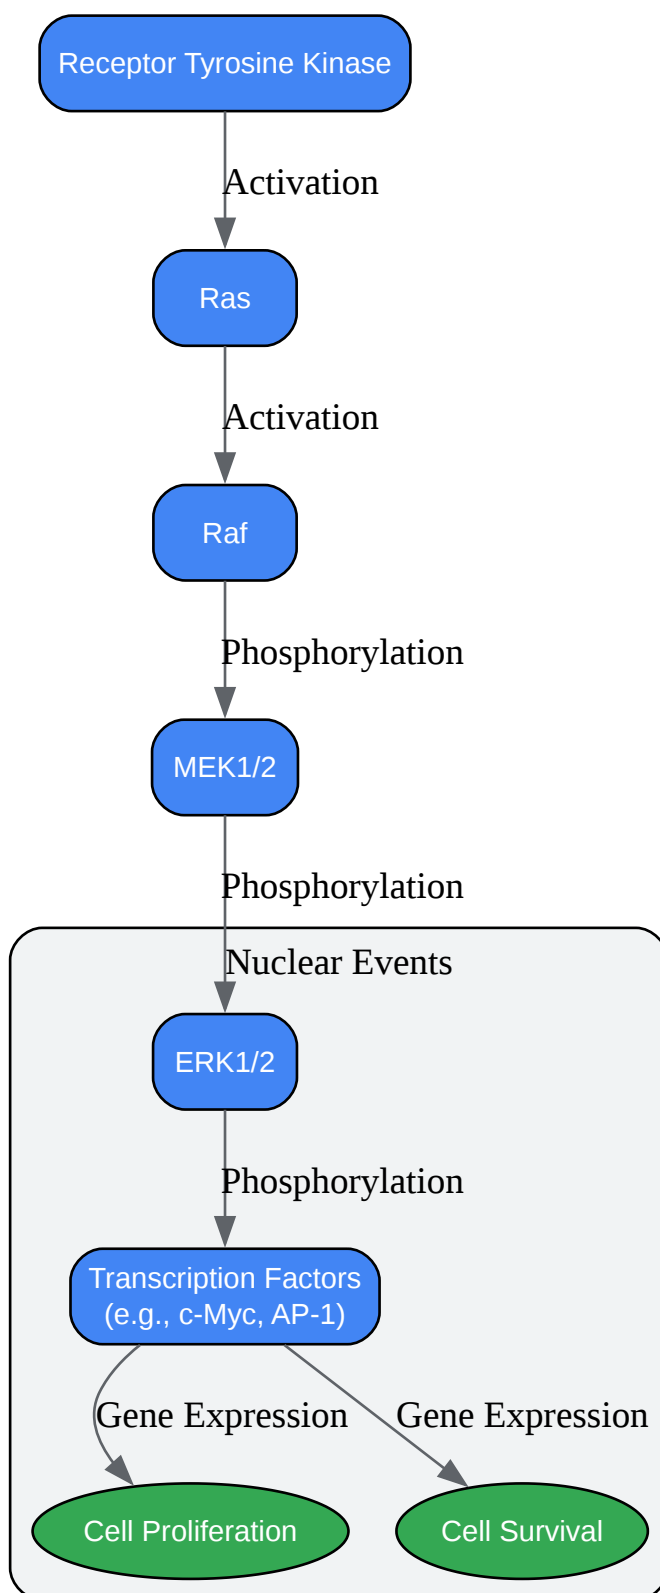 Receptor Tyrosine Kinase
Activation
Ras
Activation
Raf
Phosphorylation
MEK1/2
Phosphorylation
Nuclear Events
ERK1/2
Phosphorylation
Transcription Factors
(e.g., c-Myc, AP-1)
Gene Expression
Gene Expression
Cell Proliferation
Cell Survival